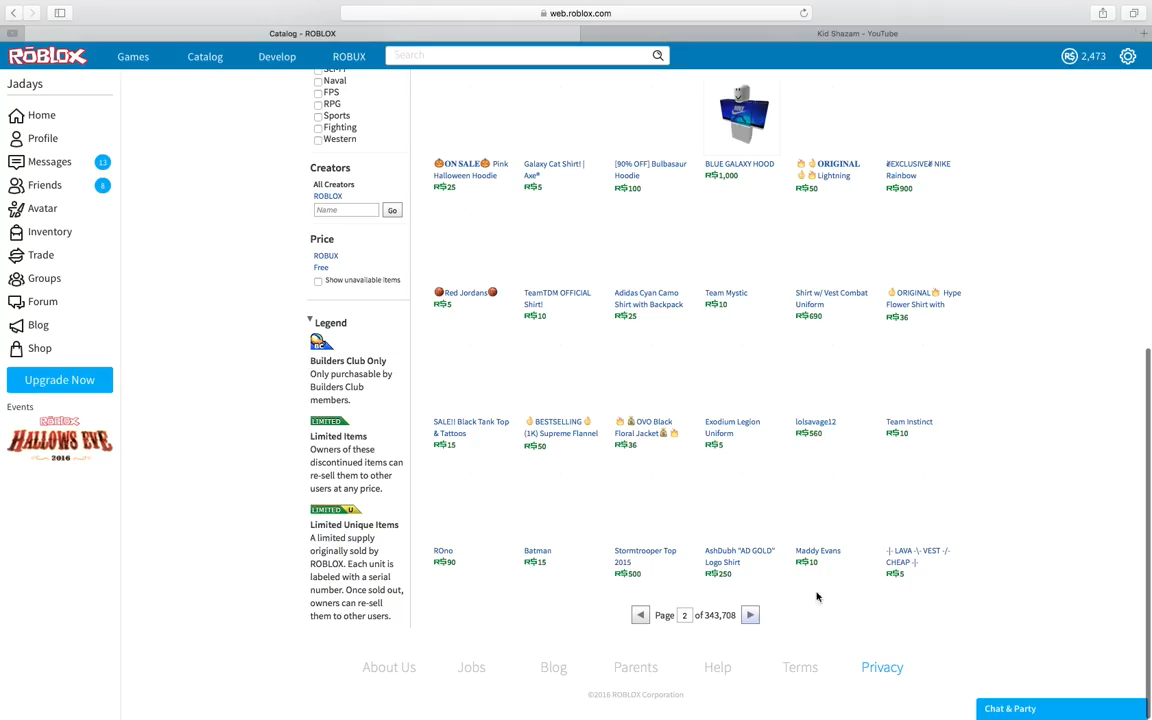 web.roblox.com
Catalog - ROBLOX
Kid Shazam - YouTube
ROBLOX
Games
Catalog
Develop
ROBUX
Search
R$ 2,473
Jadays
Home
Profile
Messages
13
Friends
8
Avatar
Inventory
Trade
Groups
Forum
Blog
Shop
Upgrade Now
Events
ROBLOX
HALLOWS EVE
2016
Naval
FPS
RPG
Sports
Fighting
Western
Creators
All Creators
ROBLOX
Name
Go
Price
ROBUX
Free
Show unavailable items
Legend
BC
Builders Club Only
Only purchasable by
Builders Club
members.
LIMITED
Limited Items
Owners of these
discontinued items can
re-sell them to other
users at any price.
LIMITED U
Limited Unique Items
A limited supply
originally sold by
ROBLOX. Each unit is
labeled with a serial
number. Once sold out,
owners can re-sell
them to other users.
🎃ON SALE🎃 Pink
Halloween Hoodie
R$25
Galaxy Cat Shirt! |
Axe®
R$5
[90% OFF] Bulbasaur
Hoodie
R$100
BLUE GALAXY HOOD
R$1,000
🔥👌ORIGINAL
👌🔥Lightning
R$50
NIKE
Rainbow
R$900
🏀Red Jordans🏀
R$5
TeamTDM OFFICIAL
Shirt!
R$10
Adidas Cyan Camo
Shirt with Backpack
R$25
Team Mystic
R$10
Shirt w/ Vest Combat
Uniform
R$690
👌ORIGINAL🔥 Hype
Flower Shirt with
R$36
SALE!! Black Tank Top
& Tattoos
R$15
👌BESTSELLING👌
(1K) Supreme Flannel
R$50
🔥💰OVO Black
Floral Jacket💰🔥
R$36
Exodium Legion
Uniform
R$5
lolsavage12
R$560
Team Instinct
R$10
ROno
R$90
Batman
R$15
Stormtrooper Top
2015
R$500
AshDubh "AD GOLD"
Logo Shirt
R$250
Maddy Evans
R$10
-|- LAVA -\- VEST -/-
CHEAP -|-
R$5
Page 2 of 343,708
About Us
Jobs
Blog
Parents
Help
Terms
Privacy
©2016 ROBLOX Corporation
Chat & Party